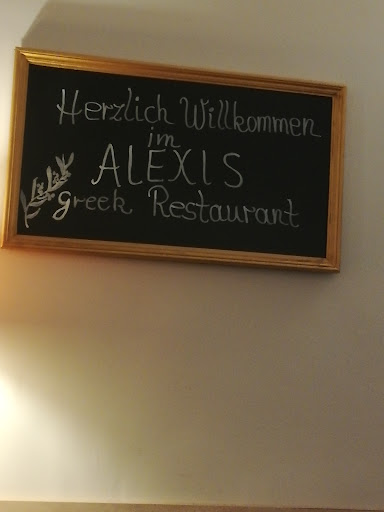 Herzlich Willkommen
im
ALEXIS
greek Restaurant